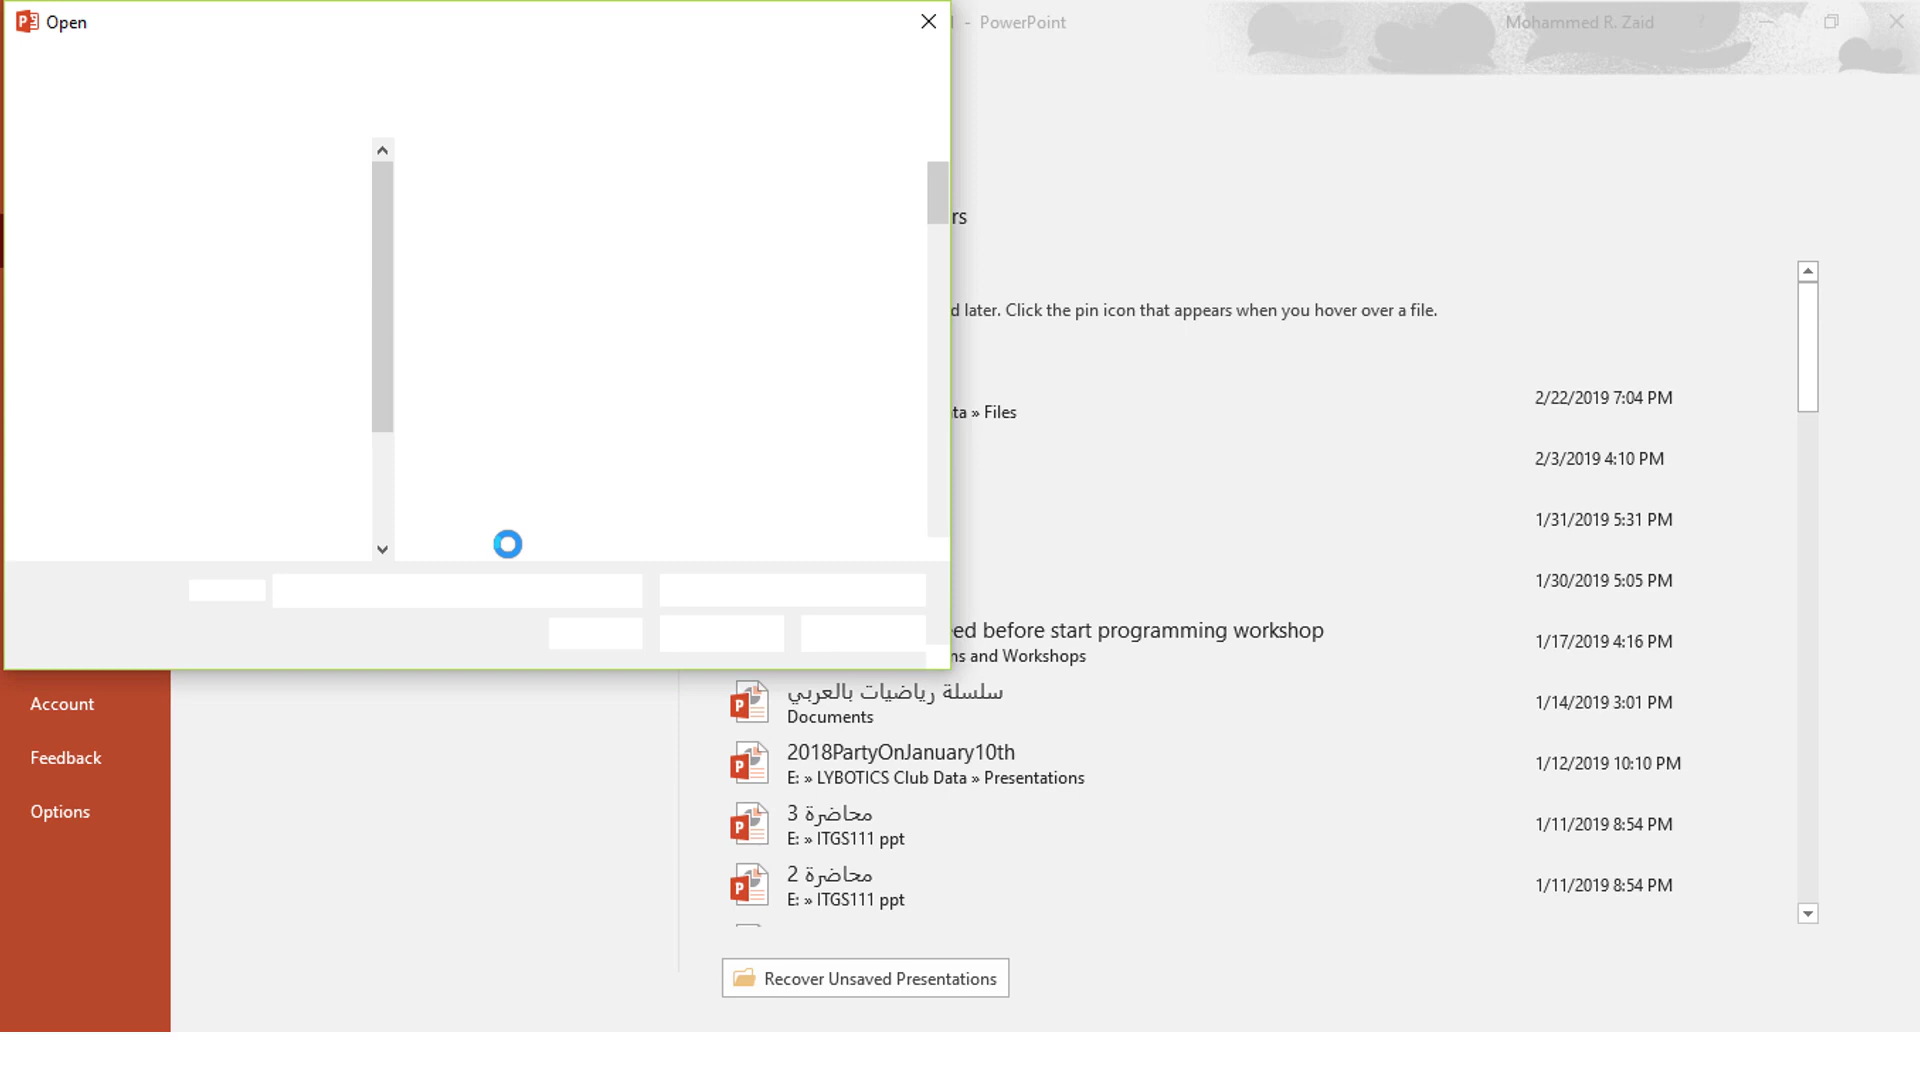 Open
- PowerPoint
Mohammed R. Zaid
?
rs
d later. Click the pin icon that appears when you hover over a file.
2/22/2019 7:04 PM
ta » Files
2/3/2019 4:10 PM
1/31/2019 5:31 PM
1/30/2019 5:05 PM
ed before start programming workshop
ns and Workshops
1/17/2019 4:16 PM
سلسلة رياضيات بالعربي
Documents
1/14/2019 3:01 PM
2018PartyOnJanuary10th
E: » LYBOTICS Club Data » Presentations
1/12/2019 10:10 PM
محاضرة 3
E: » ITGS111 ppt
1/11/2019 8:54 PM
محاضرة 2
E: » ITGS111 ppt
1/11/2019 8:54 PM
Account
Feedback
Options
Recover Unsaved Presentations